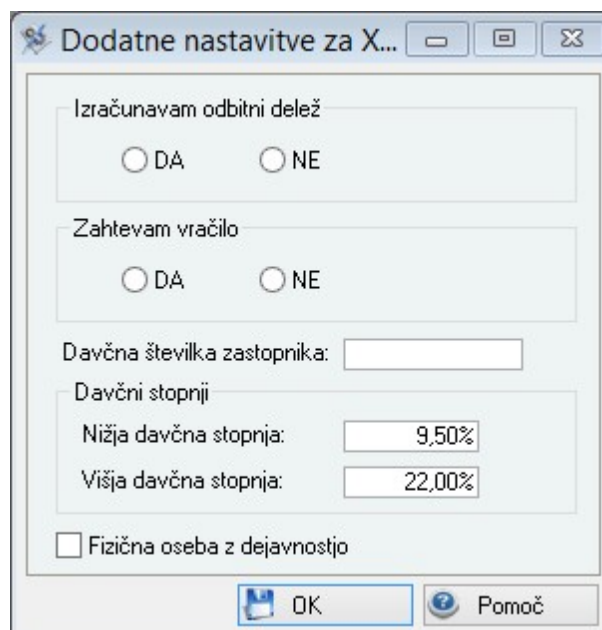 Dodatne nastavitve za X...
Izračunavam odbitni delež
DA NE
Zahtevam vračilo
DA NE
Davčna številka zastopnika:
Davčni stopnji
Nižja davčna stopnja: 9,50%
Višja davčna stopnja: 22,00%
Fizična oseba z dejavnostjo
OK Pomoč